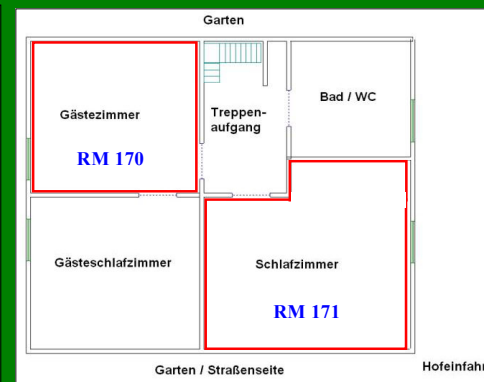 Garten
Gästezimmer
RM 170
Treppen-
aufgang
Bad / WC
Gästeschlafzimmer
Schlafzimmer
RM 171
Garten / Straßenseite
Hofeinfahr